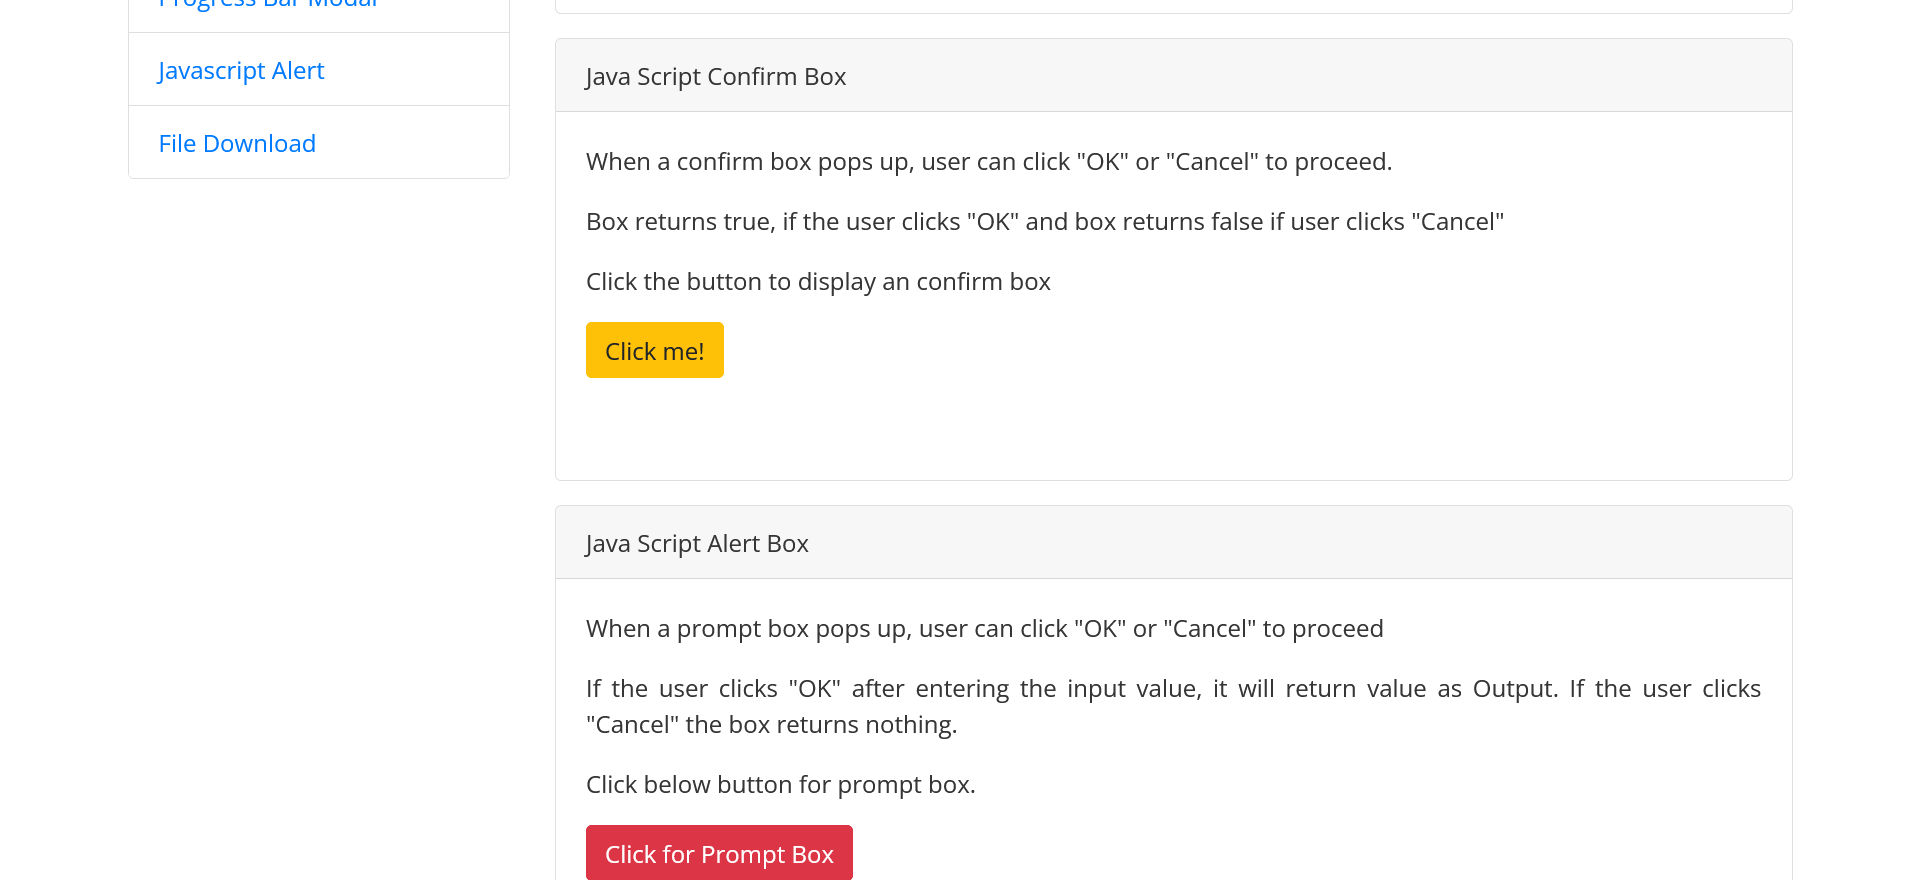 Progress Bar Modal
Javascript Alert
File Download
Java Script Confirm Box
When a confirm box pops up, user can click "OK" or "Cancel" to proceed.
Box returns true, if the user clicks "OK" and box returns false if user clicks "Cancel"
Click the button to display an confirm box
Click me!
Java Script Alert Box
When a prompt box pops up, user can click "OK" or "Cancel" to proceed
If the user clicks "OK" after entering the input value, it will return value as Output. If the user clicks
"Cancel" the box returns nothing.
Click below button for prompt box.
Click for Prompt Box